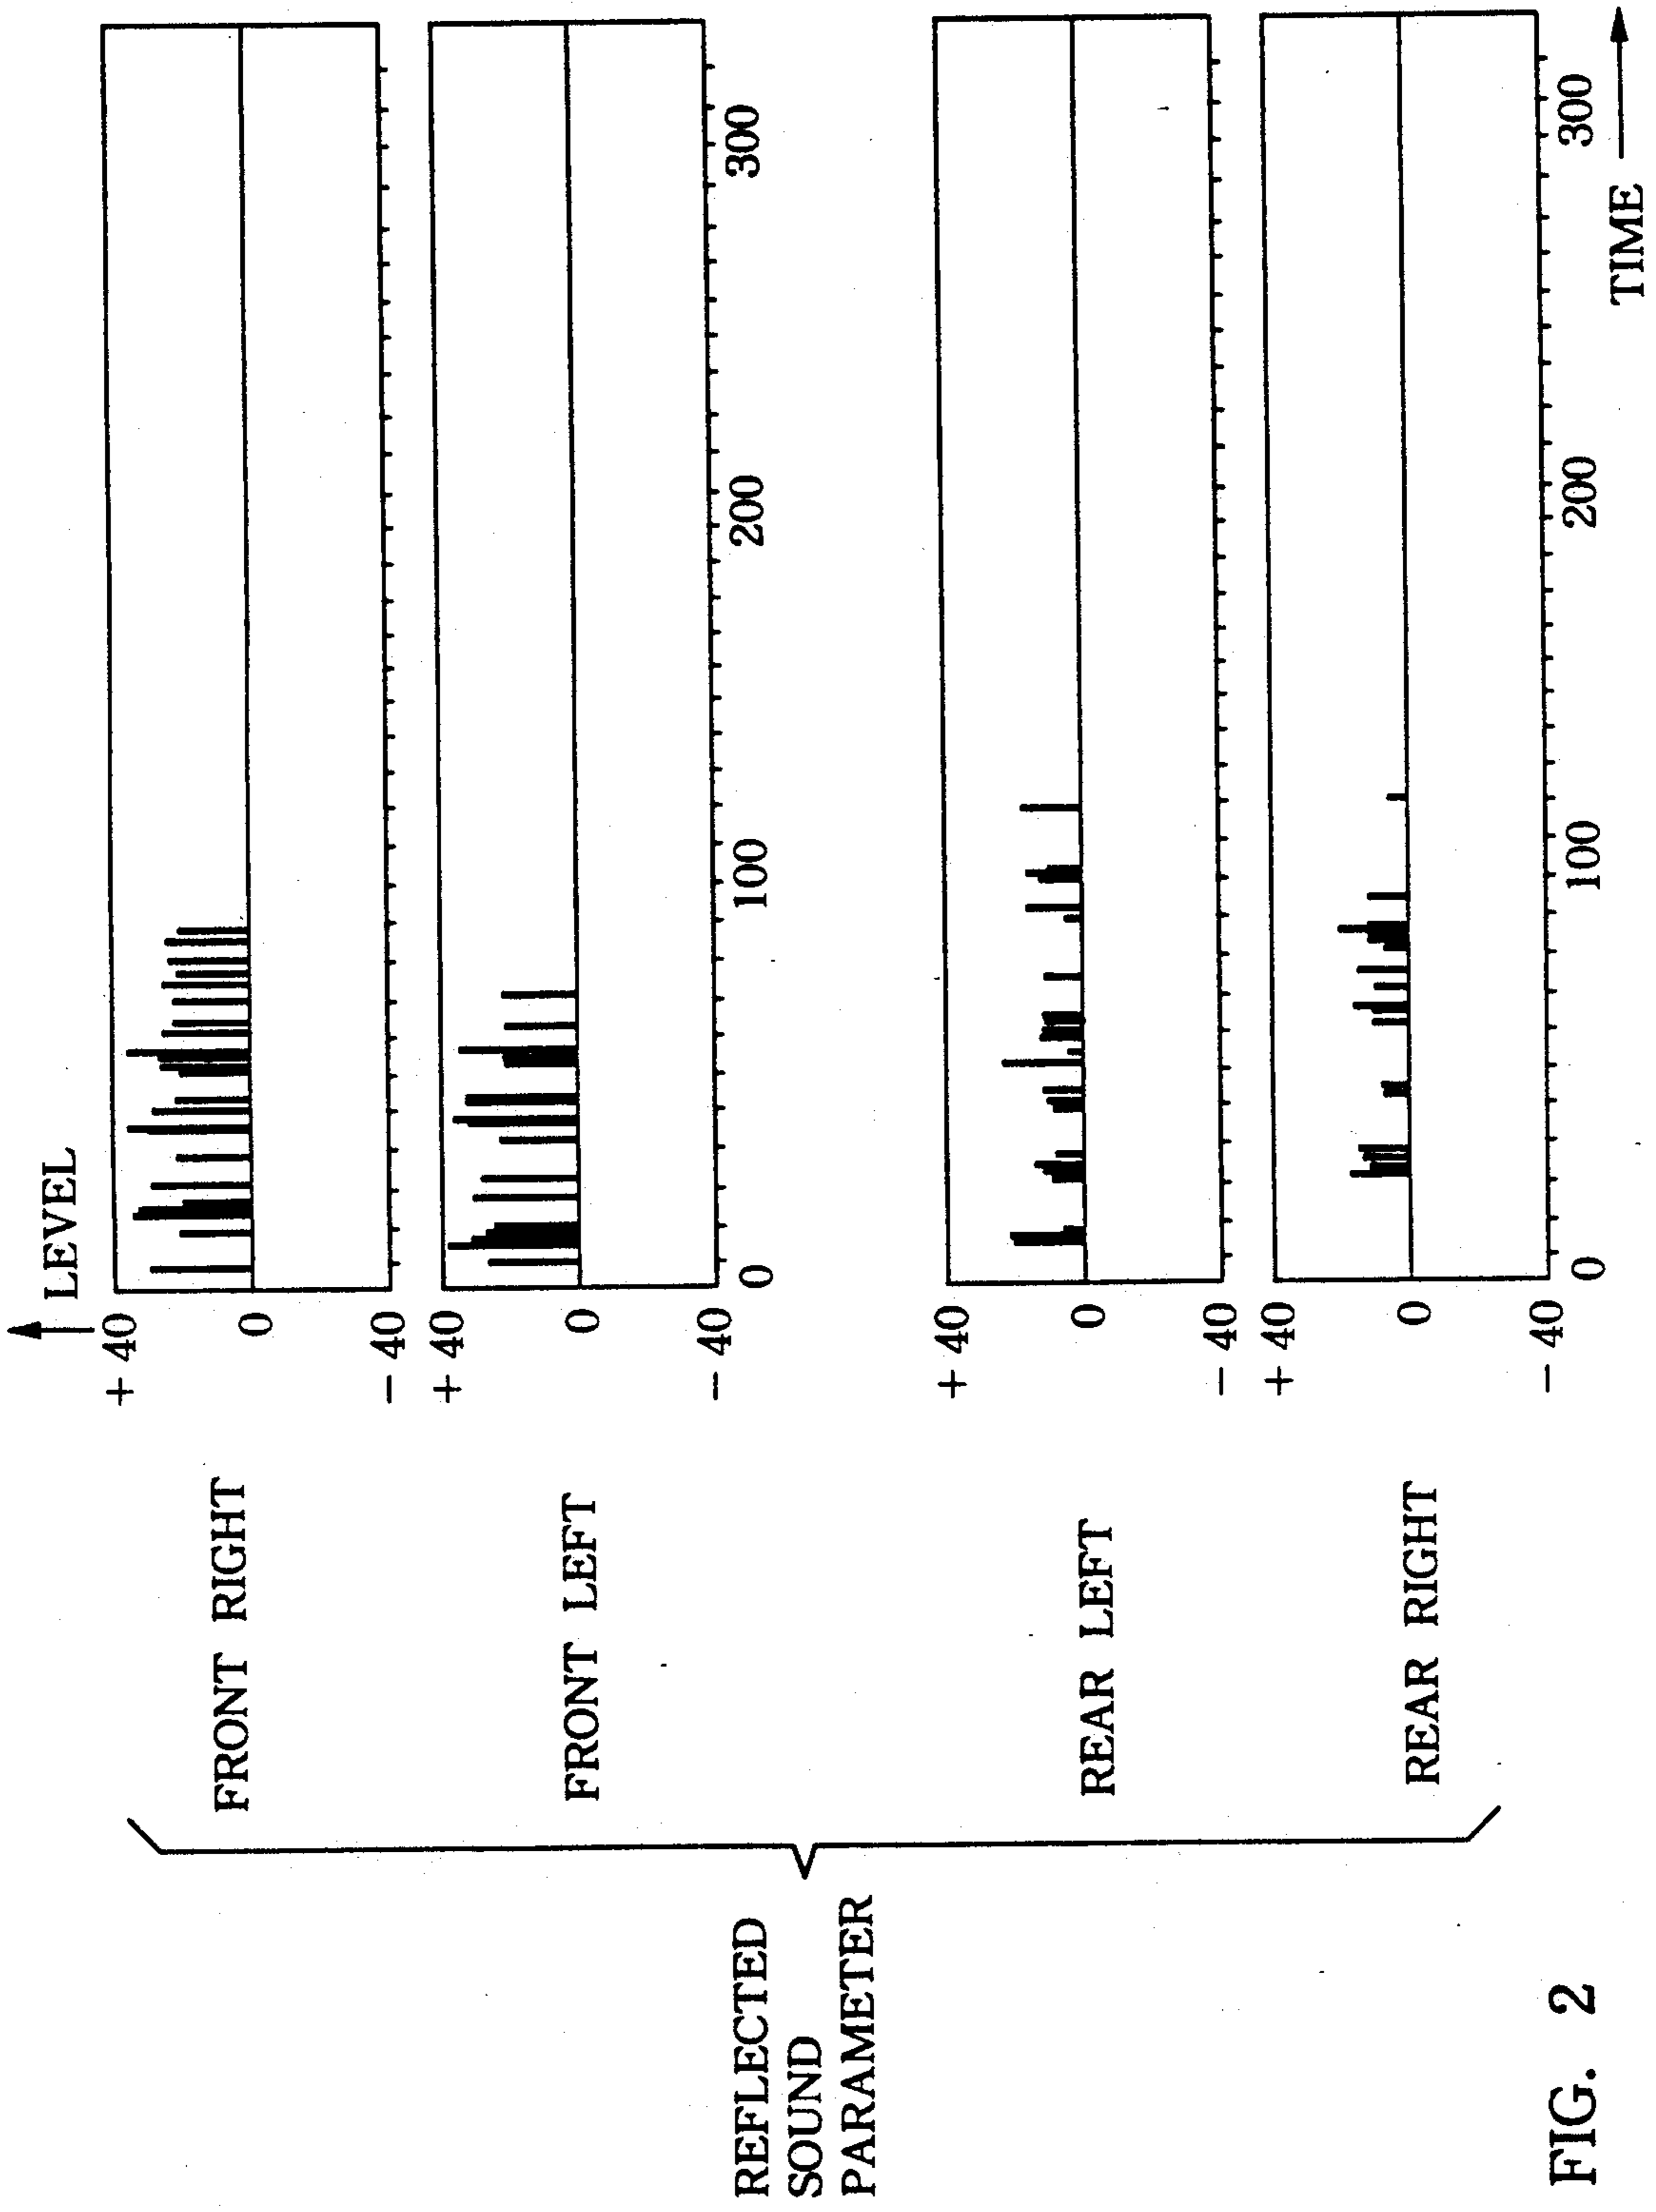 LEVEL
FRONT RIGHT
+ 40
0
- 40
FRONT LEFT
+ 40
0
- 40
0 100 200 300
REFLECTED
SOUND
PARAMETER
REAR LEFT
+ 40
0
- 40
REAR RIGHT
+ 40
0
- 40
0 100 200 300
TIME
FIG. 2